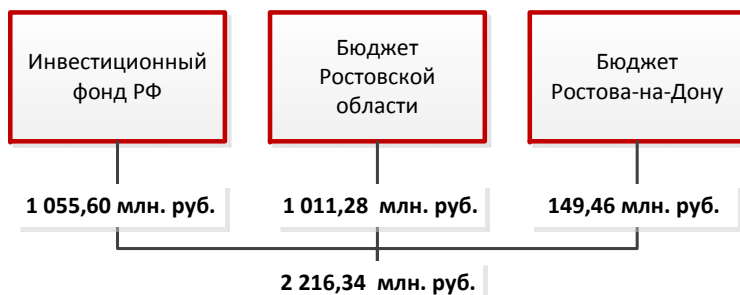 Инвестиционный
фонд РФ
Бюджет
Ростовской
области
Бюджет
Ростова-на-Дону
1 055,60 млн. руб.
1 011,28 млн. руб.
149,46 млн. руб.
2 216,34 млн. руб.